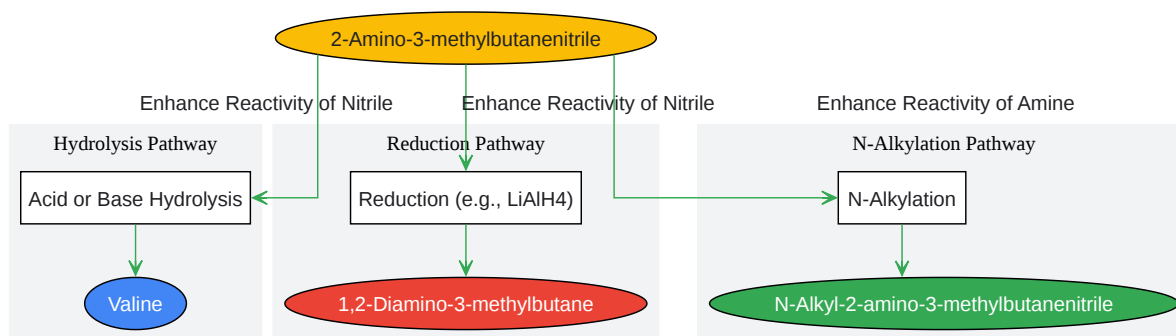 2-Amino-3-methylbutanenitrile
Enhance Reactivity of Nitrile
Enhance Reactivity of Nitrile
Enhance Reactivity of Amine
Hydrolysis Pathway
Reduction Pathway
N-Alkylation Pathway
Acid or Base Hydrolysis
Reduction (e.g., LiAlH4)
N-Alkylation
Valine
1,2-Diamino-3-methylbutane
N-Alkyl-2-amino-3-methylbutanenitrile